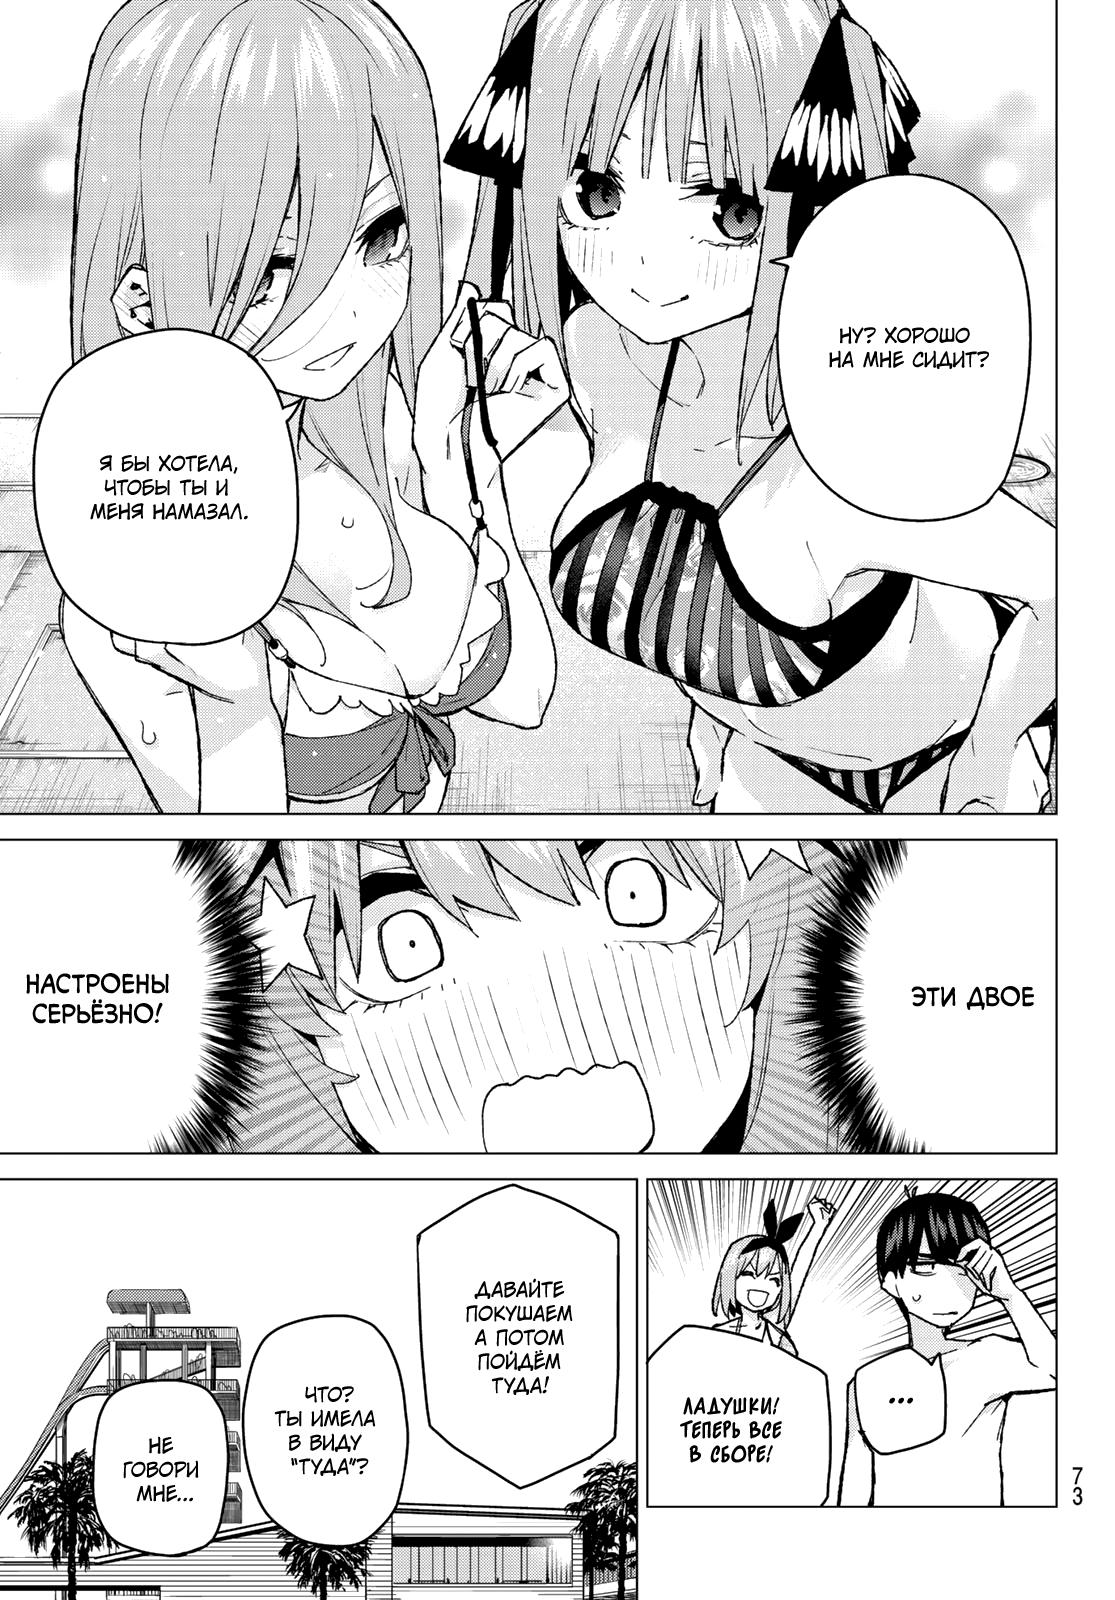 НУ? ХОРОШО
НА МНЕ СИДИТ?
Я БЫ ХОТЕЛА,
ЧТОБЫ ТЫ И
МЕНЯ НАМАЗАЛ.
ЭТИ ДВОЕ
НАСТРОЕНЫ
СЕРЬЁЗНО!
...
ЛАДУШКИ!
ТЕПЕРЬ ВСЕ
В СБОРЕ!
ДАВАЙТЕ
ПОКУШАЕМ
А ПОТОМ
ПОЙДЁМ
ТУДА!
ЧТО?
ТЫ ИМЕЛА
В ВИДУ
"ТУДА"?
НЕ
ГОВОРИ
МНЕ...
73